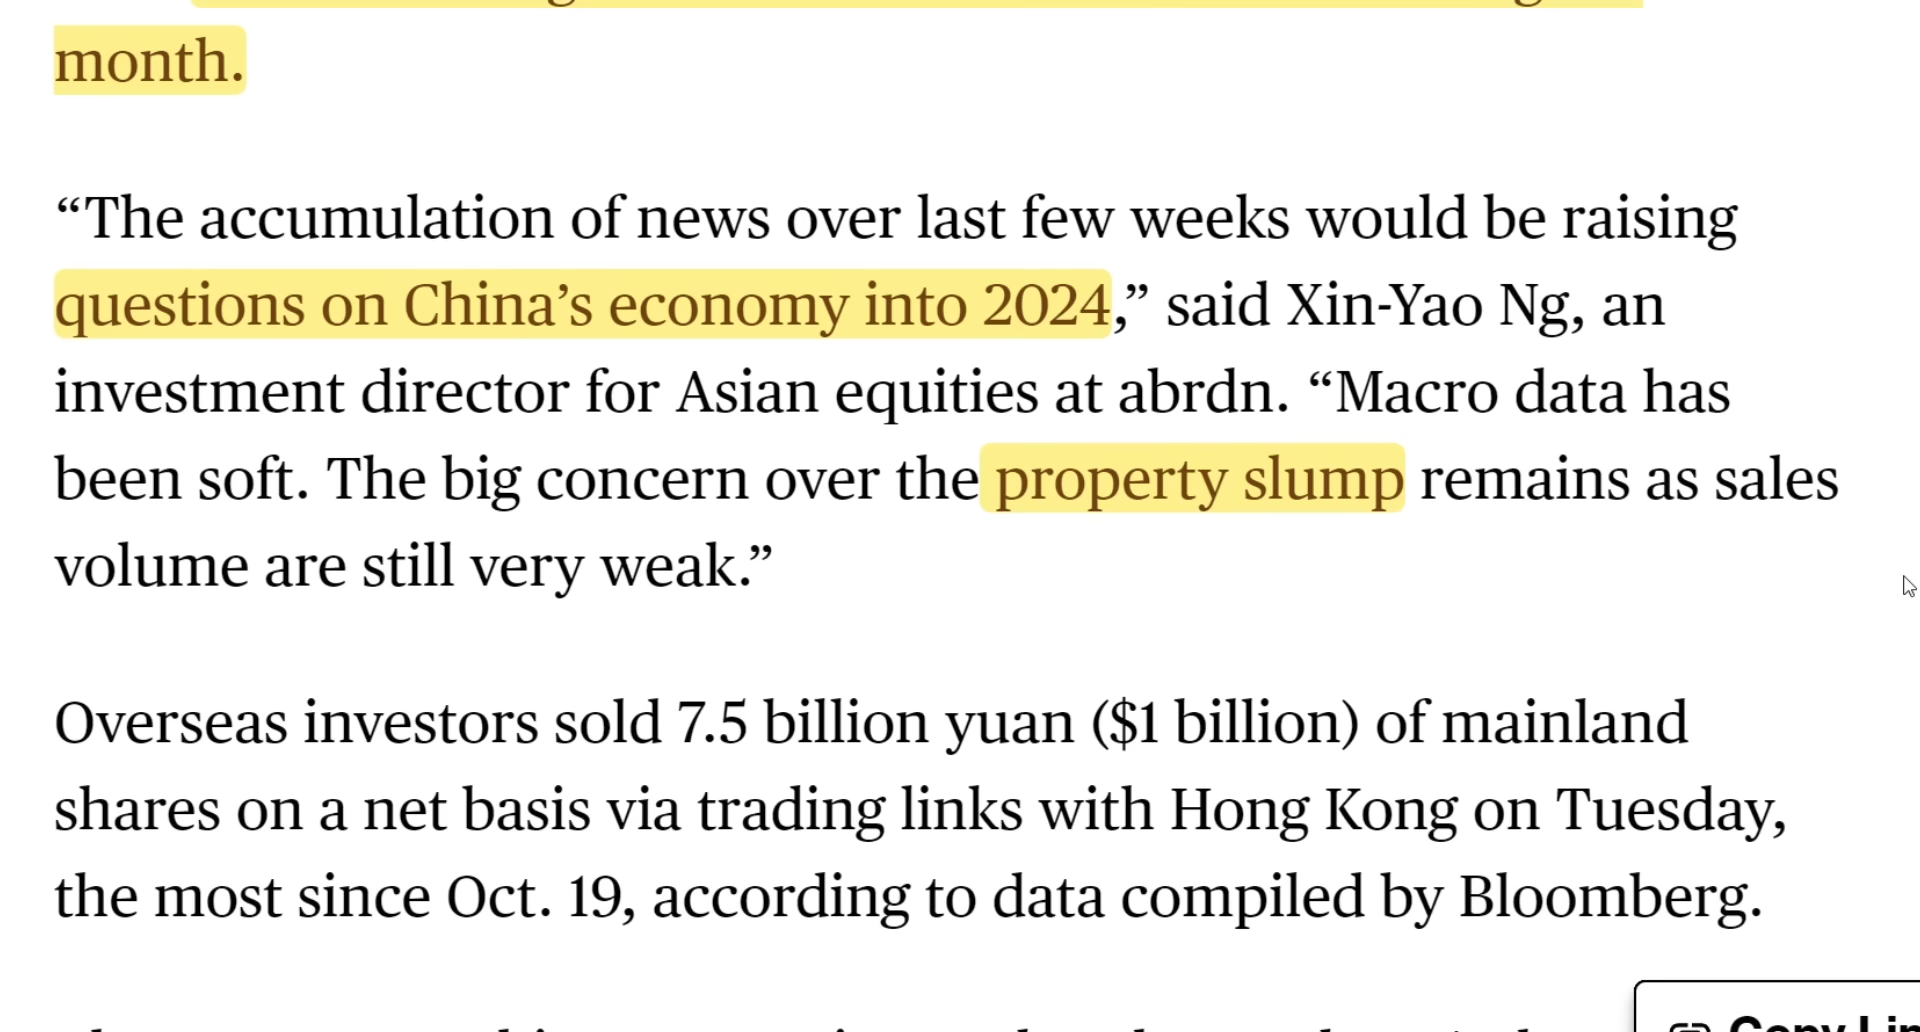 month.
“The accumulation of news over last few weeks would be raising
questions on China’s economy into 2024,” said Xin-Yao Ng, an
investment director for Asian equities at abrdn. “Macro data has
been soft. The big concern over the property slump remains as sales
volume are still very weak.”
Overseas investors sold 7.5 billion yuan ($1 billion) of mainland
shares on a net basis via trading links with Hong Kong on Tuesday,
the most since Oct. 19, according to data compiled by Bloomberg.
Copy